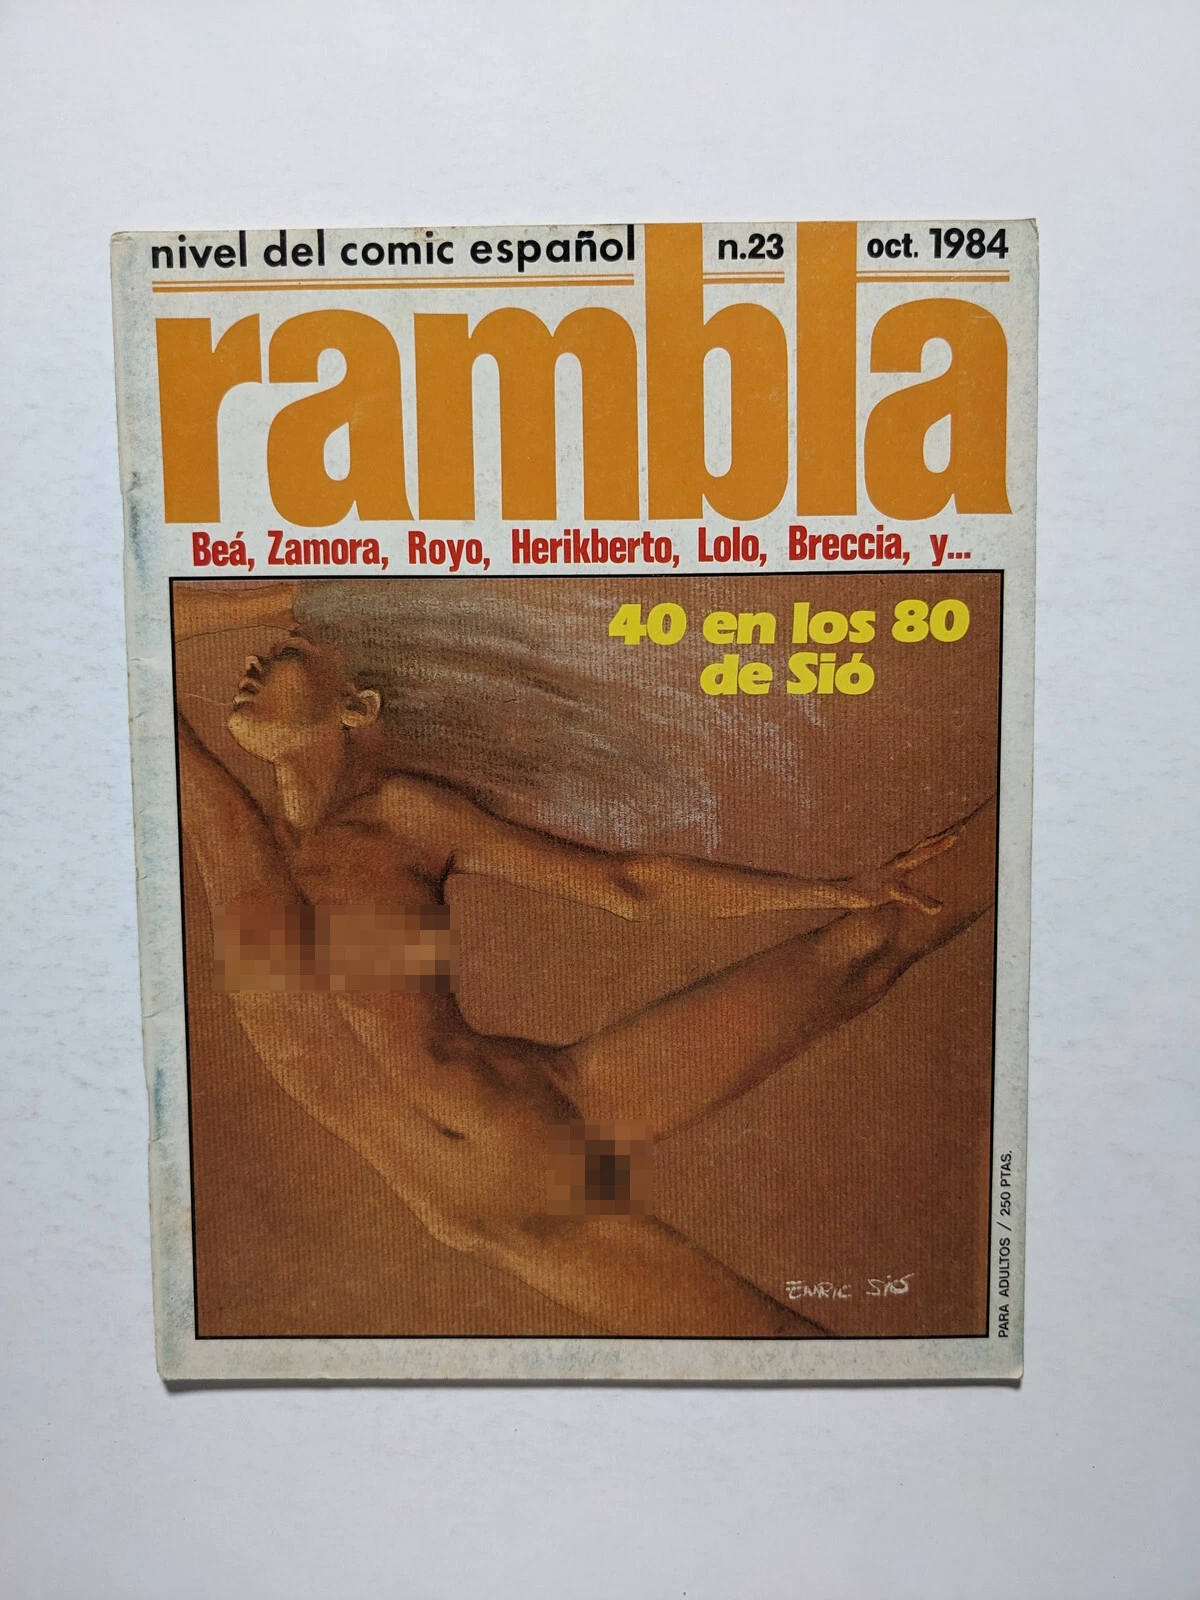 nivel del comic español n.23 oct. 1984
rambla
Beá, Zamora, Royo, Herikberto, Lolo, Breccia, y...
40 en los 80
de Sió
ENRIC SIÓ
PARA ADULTOS / 250 PTAS.